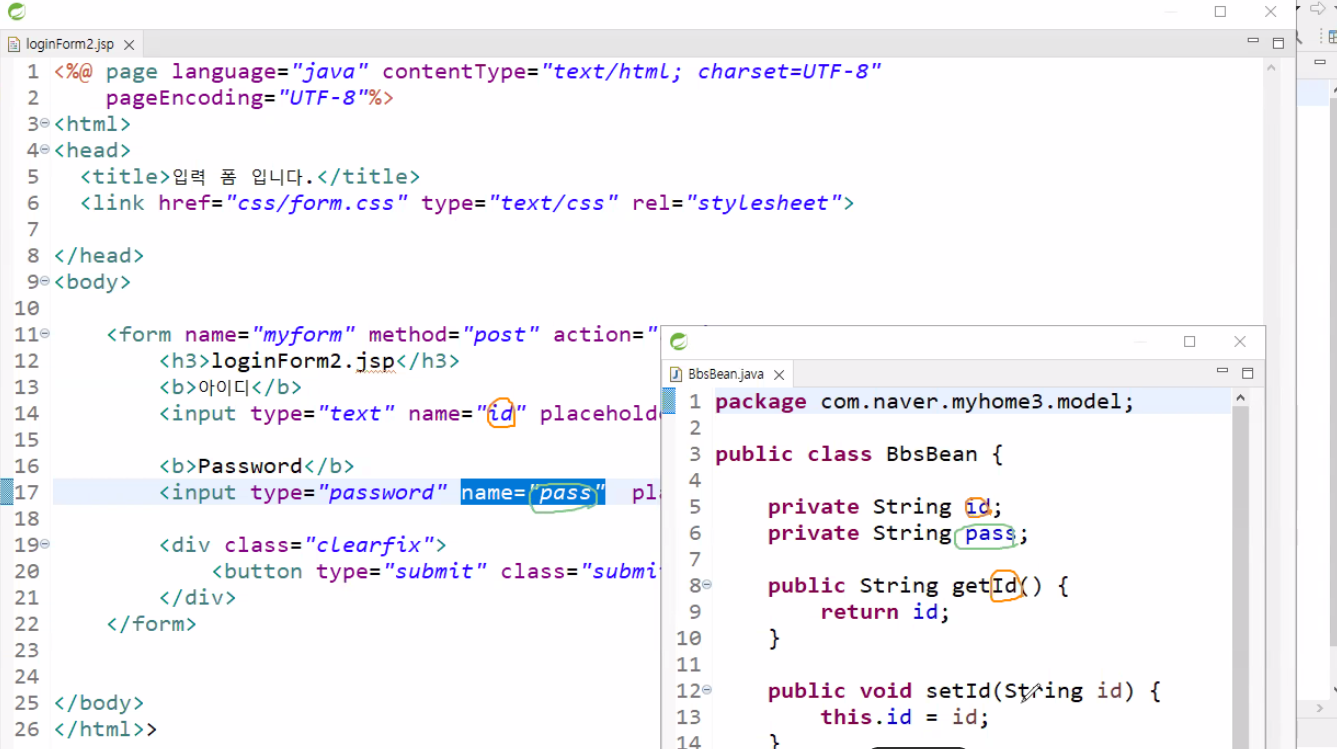 loginForm2.jsp
1 <%@ page language="java" contentType="text/html; charset=UTF-8"
2 pageEncoding="UTF-8"%>
3 <html>
4 <head>
5 <title>입력 폼 입니다.</title>
6 <link href="css/form.css" type="text/css" rel="stylesheet">
7
8 </head>
9 <body>
10
11 <form name="myform" method="post" action="
12 <h3>loginForm2.jsp</h3>
13 <b>아이디</b>
14 <input type="text" name="id" placeholde
15
16 <b>Password</b>
17 <input type="password" name="pass" pla
18
19 <div class="clearfix">
20 <button type="submit" class="submi
21 </div>
22 </form>
23
24
25 </body>
26 </html>>
BbsBean.java
1 package com.naver.myhome3.model;
2
3 public class BbsBean {
4
5 private String id;
6 private String pass;
7
8 public String getId() {
9 return id;
10 }
11
12 public void setId(String id) {
13 this.id = id;
14 }